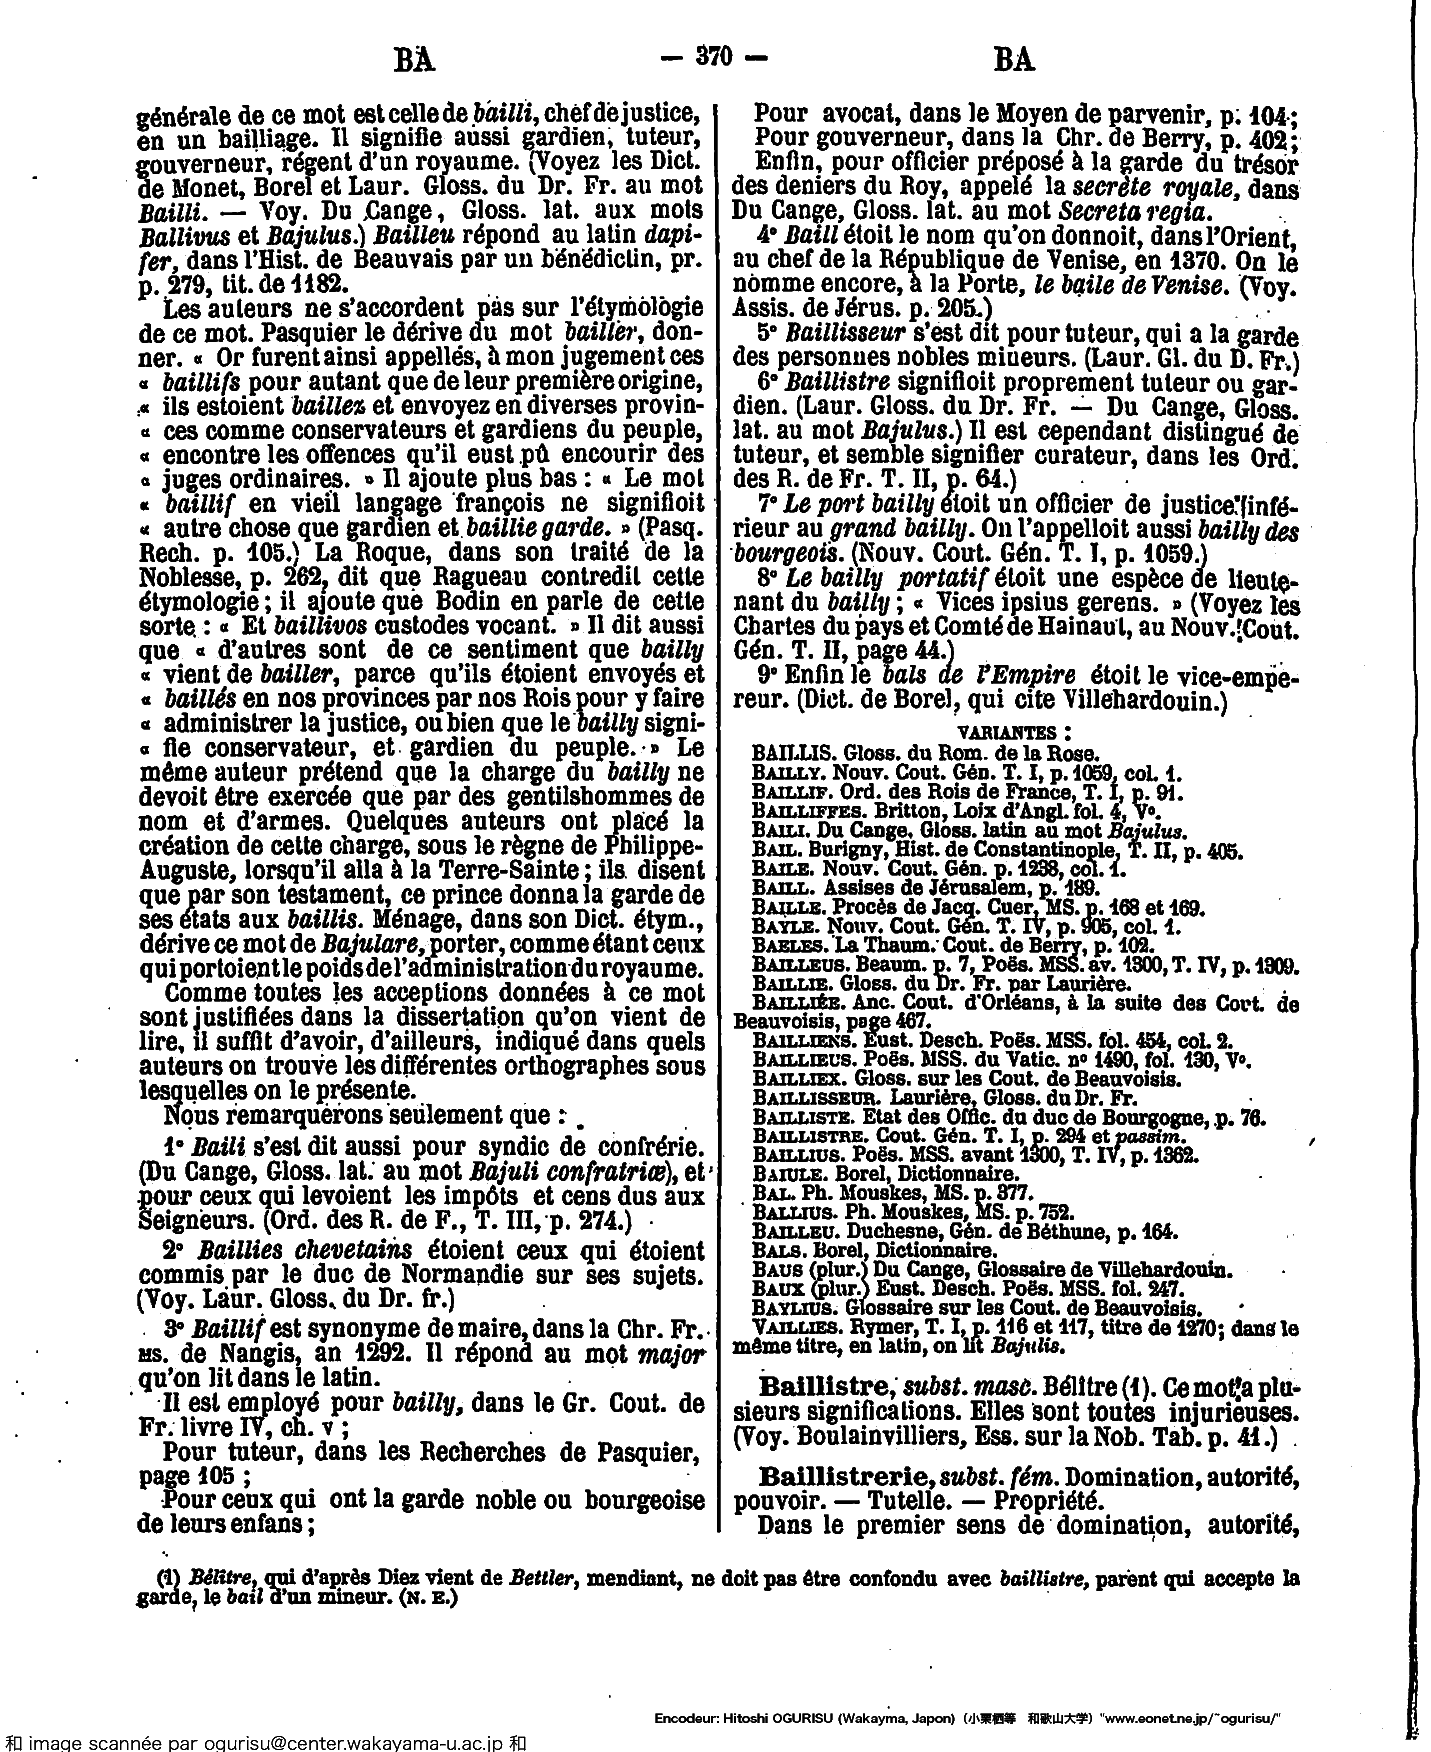 BA
— 370 —
BA
générale de ce mot est celle de bailli, chef de justice,
en un bailliage. Il signifie aussi gardien, tuteur,
gouverneur, régent d'un royaume. (Voyez les Dict.
de Monet, Borel et Laur. Gloss. du Dr. Fr. au mot
Bailli. — Voy. Du Cange, Gloss. lat. aux mots
Ballivus et Bajulus.) Bailleu répond au latin dapi-
fer, dans l'Hist. de Beauvais par un bénédictin, pr.
p. 279, tit. de 1182.
Les auteurs ne s'accordent pas sur l'étymologie
de ce mot. Pasquier le dérive du mot bailler, don-
ner. « Or furent ainsi appellés, à mon jugement ces
« baillifs pour autant que de leur première origine,
« ils estoient baillez et envoyez en diverses provin-
« ces comme conservateurs et gardiens du peuple,
« encontre les offences qu'il eust pû encourir des
« juges ordinaires. » Il ajoute plus bas : « Le mot
« baillif en vieil langage françois ne signifioit
« autre chose que gardien et baillie garde. » (Pasq.
Rech. p. 105.) La Roque, dans son traité de la
Noblesse, p. 262, dit que Ragueau contredit cette
étymologie ; il ajoute que Bodin en parle de cette
sorte : « Et baillivos custodes vocant. » Il dit aussi
que « d'autres sont de ce sentiment que bailly
« vient de bailler, parce qu'ils étoient envoyés et
« baillés en nos provinces par nos Rois pour y faire
« administrer la justice, ou bien que le bailly signi-
« fie conservateur, et gardien du peuple. » Le
même auteur prétend que la charge du bailly ne
devoit être exercée que par des gentilshommes de
nom et d'armes. Quelques auteurs ont placé la
création de cette charge, sous le règne de Philippe-
Auguste, lorsqu'il alla à la Terre-Sainte ; ils disent
que par son testament, ce prince donna la garde de
ses états aux baillis. Ménage, dans son Dict. étym.,
dérive ce mot de Bajulare, porter, comme étant ceux
qui portoient le poids de l'administration du royaume.
Comme toutes les acceptions données à ce mot
sont justifiées dans la dissertation qu'on vient de
lire, il suffit d'avoir, d'ailleurs, indiqué dans quels
auteurs on trouve les différentes orthographes sous
lesquelles on le présente.
Nous remarquerons seulement que :
1° Baili s'est dit aussi pour syndic de confrérie.
(Du Cange, Gloss. lat. au mot Bajuli confratriæ), et
pour ceux qui levoient les impôts et cens dus aux
Seigneurs. (Ord. des R. de F., T. III, p. 274.)
2° Baillies chevetains étoient ceux qui étoient
commis par le duc de Normandie sur ses sujets.
(Voy. Laur. Gloss. du Dr. fr.)
3° Baillif est synonyme de maire, dans la Chr. Fr.
MS. de Nangis, an 1292. Il répond au mot major
qu'on lit dans le latin.
Il est employé pour bailly, dans le Gr. Cout. de
Fr. livre IV, ch. V ;
Pour tuteur, dans les Recherches de Pasquier,
page 105 ;
Pour ceux qui ont la garde noble ou bourgeoise
de leurs enfans ;
Pour avocat, dans le Moyen de parvenir, p. 104 ;
Pour gouverneur, dans la Chr. de Berry, p. 402 ;
Enfin, pour officier préposé à la garde du trésor
des deniers du Roy, appelé la secrète royale, dans
Du Cange, Gloss. lat. au mot Secreta regia.
4° Baill étoit le nom qu'on donnoit, dans l'Orient,
au chef de la République de Venise, en 1370. On le
nomme encore, à la Porte, le baile de Venise. (Voy.
Assis. de Jérus. p. 205.)
5° Baillisseur s'est dit pour tuteur, qui a la garde
des personnes nobles mineurs. (Laur. Gl. du D. Fr.)
6° Baillistre signifioit proprement tuteur ou gar-
dien. (Laur. Gloss. du Dr. Fr. — Du Cange, Gloss.
lat. au mot Bajulus.) Il est cependant distingué de
tuteur, et semble signifier curateur, dans les Ord.
des R. de Fr. T. II, p. 64.)
7° Le port bailly étoit un officier de justice infé-
rieur au grand bailly. On l'appelloit aussi bailly des
bourgeois. (Nouv. Cout. Gén. T. I, p. 1059.)
8° Le bailly portatif étoit une espèce de lieute-
nant du bailly ; « Vices ipsius gerens. » (Voyez les
Chartes du pays et Comté de Hainaut, au Nouv. Cout.
Gén. T. II, page 44.)
9° Enfin le bals de l'Empire étoit le vice-empe-
reur. (Dict. de Borel, qui cite Villehardouin.)
VARIANTES :
BAILLIS. Gloss. du Rom. de la Rose.
BAILLY. Nouv. Cout. Gén. T. I, p. 1059, col. 1.
BAILLIF. Ord. des Rois de France, T. I, p. 91.
BAILLIFFES. Britton, Loix d'Angl. fol. 4, V°.
BAILI. Du Cange, Gloss. latin au mot Bajulus.
BAIL. Burigny, Hist. de Constantinople, T. II, p. 405.
BAILE. Nouv. Cout. Gén. p. 1238, col. 1.
BAILL. Assises de Jérusalem, p. 189.
BAILLE. Procès de Jacq. Cuer, MS. p. 168 et 169.
BAYLE. Nouv. Cout. Gén. T. IV, p. 905, col. 1.
BAELES. La Thaum. Cout. de Berry, p. 102.
BAILLEUS. Beaum. p. 7, Poës. MSS. av. 1300, T. IV, p. 1309.
BAILLIE. Gloss. du Dr. Fr. par Laurière.
BAILLIÉE. Anc. Cout. d'Orléans, à la suite des Cort. de
Beauvoisis, page 467.
BAILLIENS. Eust. Desch. Poës. MSS. fol. 454, col. 2.
BAILLIEUS. Poës. MSS. du Vatic. n° 1490, fol. 130, V°.
BAILLIEX. Gloss. sur les Cout. de Beauvoisis.
BAILLISSEUR. Laurière, Gloss. du Dr. Fr.
BAILLISTE. Etat des Offic. du duc de Bourgogne, p. 76.
BAILLISTRE. Cout. Gén. T. I, p. 294 et passim.
BAILLIUS. Poës. MSS. avant 1300, T. IV, p. 1362.
BAIULE. Borel, Dictionnaire.
BAL. Ph. Mouskes, MS. p. 377.
BALLIUS. Ph. Mouskes, MS. p. 752.
BAILLEU. Duchesne, Gén. de Béthune, p. 164.
BALS. Borel, Dictionnaire.
BAUS (plur.) Du Cange, Glossaire de Villehardouin.
BAUX (plur.) Eust. Desch. Poës. MSS. fol. 247.
BAYLIUS. Glossaire sur les Cout. de Beauvoisis.
VAILLIES. Rymer, T. I, p. 116 et 117, titre de 1270; dans le
même titre, en latin, on lit Bajulis.
Baillistre, subst. masc. Bélitre (1). Ce mot a plu-
sieurs significations. Elles sont toutes injurieuses.
(Voy. Boulainvilliers, Ess. sur la Nob. Tab. p. 41.)
Baillistrerie, subst. fém. Domination, autorité,
pouvoir. — Tutelle. — Propriété.
Dans le premier sens de domination, autorité,
(1) Bélître, qui d'après Diez vient de Bettler, mendiant, ne doit pas être confondu avec baillistre, parent qui accepte la
garde, le bail d'un mineur. (N. E.)
Encodeur: Hitoshi OGURISU (Wakayma, Japon) (小栗栖等 和歌山大学) "www.eonet.ne.jp/~ogurisu/"
和 image scannée par ogurisu@center.wakayama-u.ac.jp 和